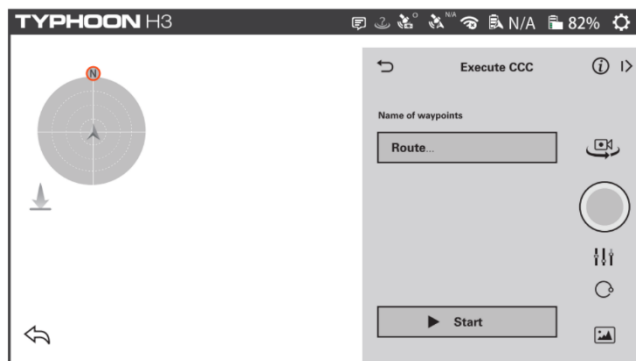 TYPHOON H3
O
N/A
N/A
82%
Execute CCC
i
N
Name of waypoints
Route...
Start